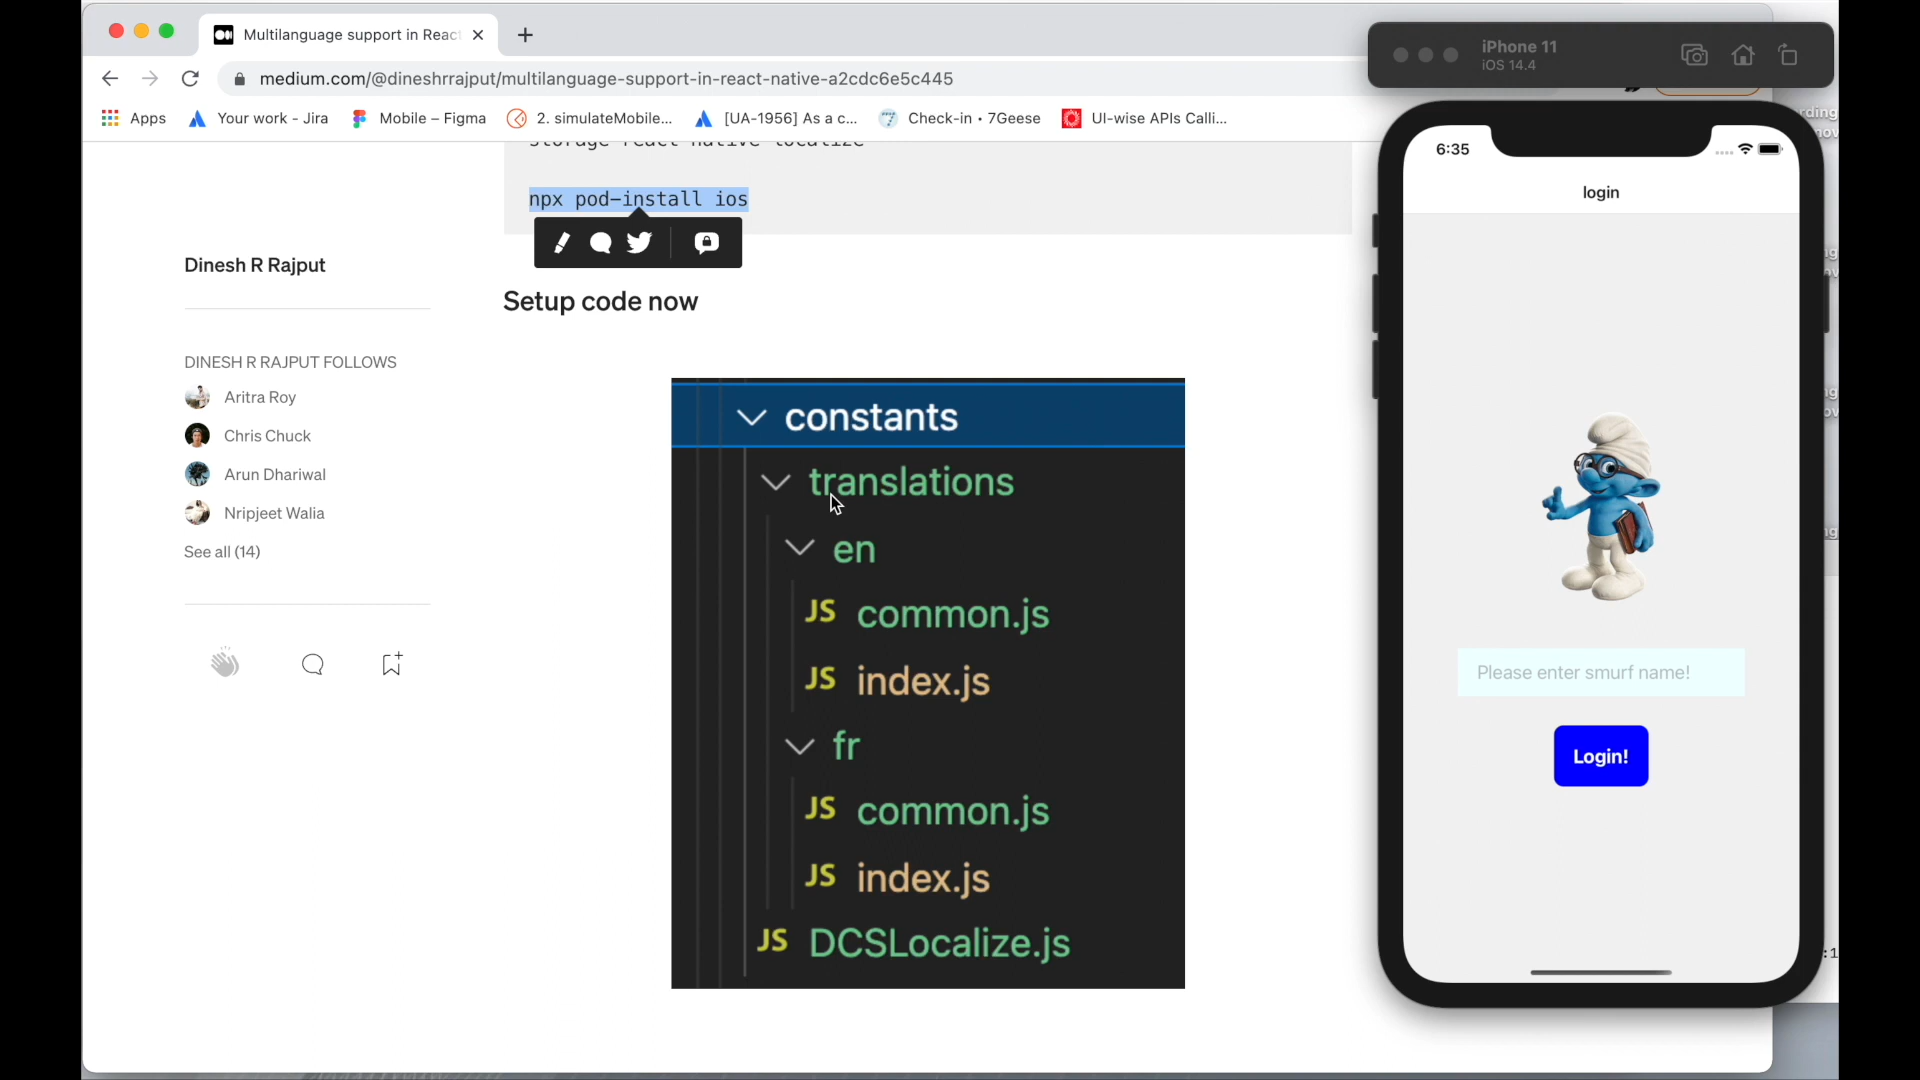 Multilanguage support in Reac
medium.com/@dineshrrajput/multilanguage-support-in-react-native-a2cdc6e5c445
Apps
Your work - Jira
Mobile – Figma
2. simulateMobile...
[UA-1956] As a c...
Check-in • 7Geese
UI-wise APIs Calli...
storage react-native-localize
npx pod-install ios
Dinesh R Rajput
DINESH R RAJPUT FOLLOWS
Aritra Roy
Chris Chuck
Arun Dhariwal
Nripjeet Walia
See all (14)
Setup code now
constants
translations
en
JS common.js
JS index.js
fr
JS common.js
JS index.js
JS DCSLocalize.js
iPhone 11
iOS 14.4
6:35
login
Please enter smurf name!
Login!